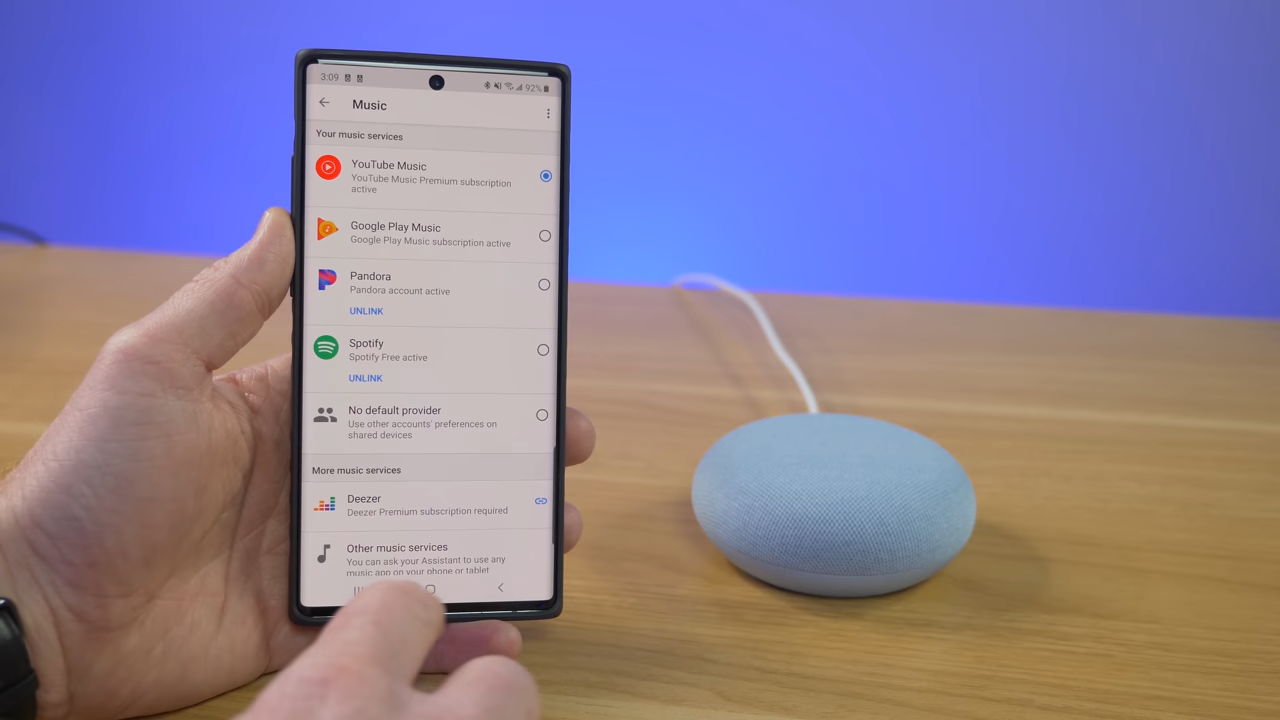 3:09 92%
Music
Your music services
YouTube Music
YouTube Music Premium subscription
active
Google Play Music
Google Play Music subscription active
Pandora
Pandora account active
UNLINK
Spotify
Spotify Free active
UNLINK
No default provider
Use other accounts' preferences on
shared devices
More music services
Deezer
Deezer Premium subscription required
Other music services
You can ask your Assistant to use any
music app on your phone or tablet